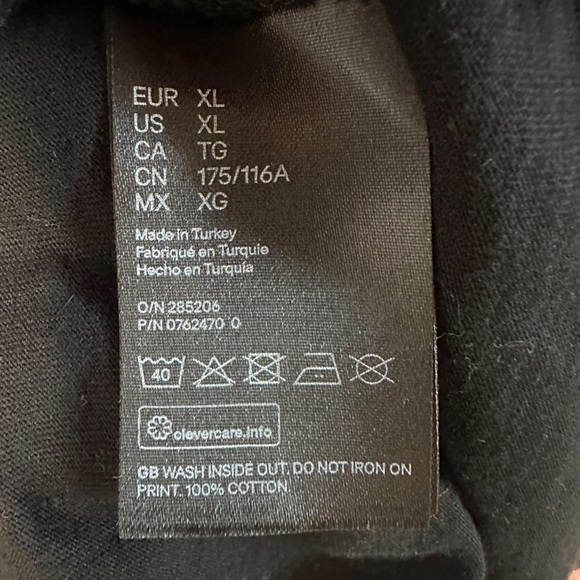 EUR XL
US XL
CA TG
CN 175/116A
MX XG
Made in Turkey
Fabriqué en Turquie
Hecho en Turquía
O/N 285206
P/N 0762470 0
40
clevercare.info
GB WASH INSIDE OUT. DO NOT IRON ON
PRINT. 100% COTTON.